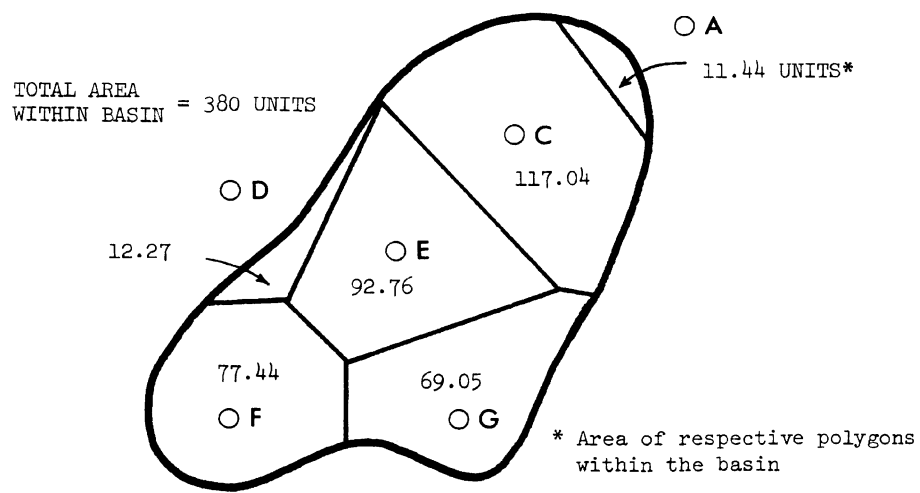 A
11.44 UNITS*
TOTAL AREA
WITHIN BASIN = 380 UNITS
C
117.04
D
12.27
E
92.76
77.44
69.05
F
G
* Area of respective polygons
within the basin